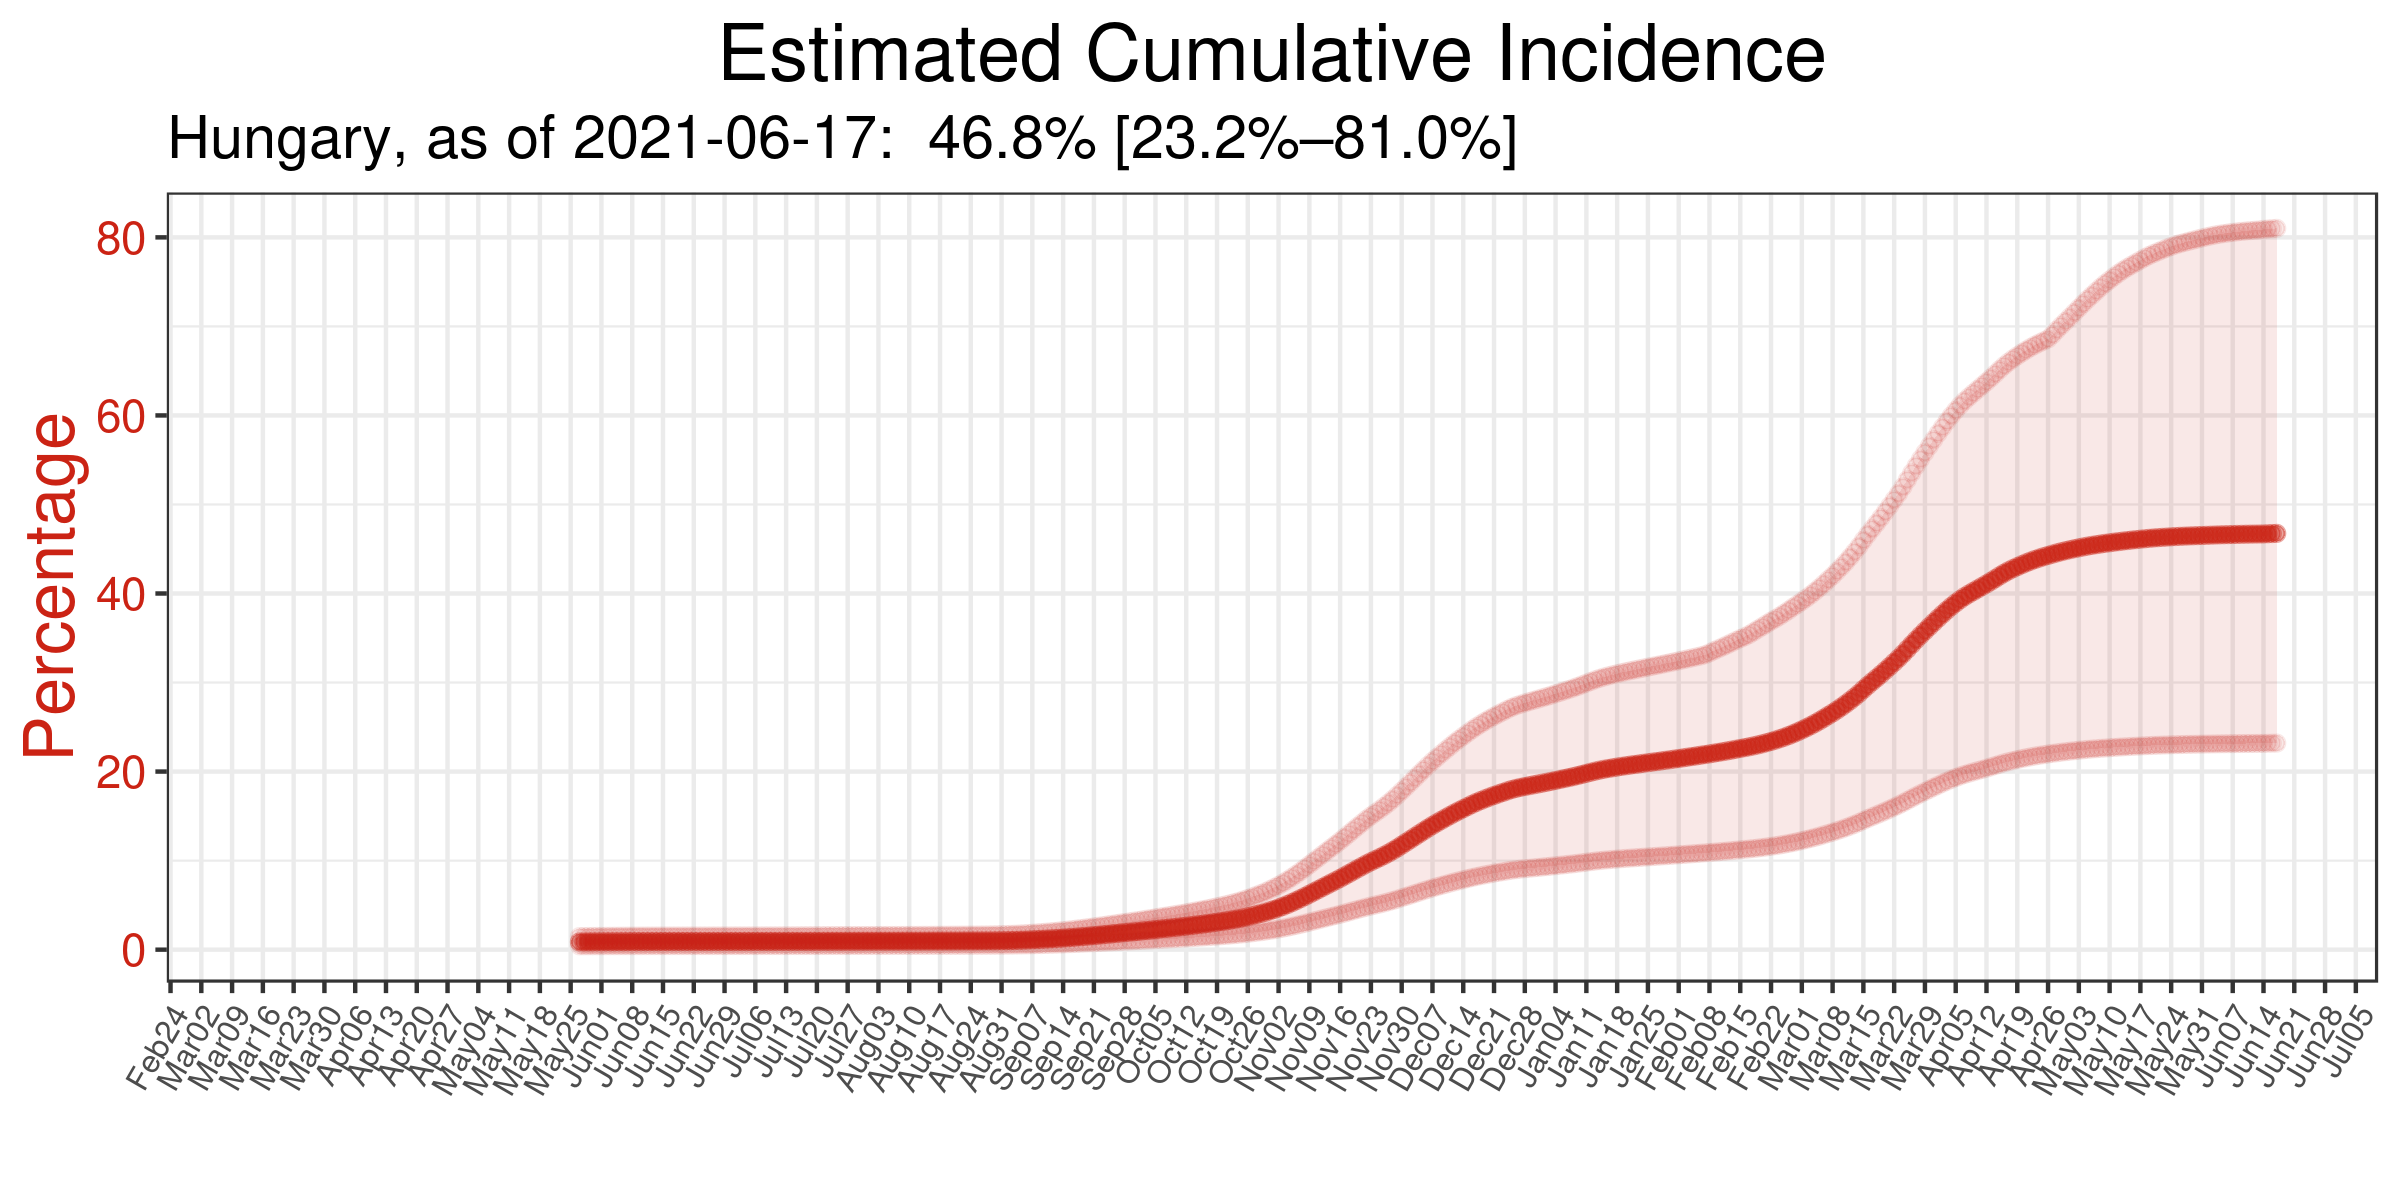 Estimated Cumulative Incidence
Hungary, as of 2021-06-17: 46.8% [23.2%–81.0%]
Percentage
80
60
40
20
0
Feb24
Mar02
Mar09
Mar16
Mar23
Mar30
Apr06
Apr13
Apr20
Apr27
May04
May11
May18
May25
Jun01
Jun08
Jun15
Jun22
Jun29
Jul06
Jul13
Jul20
Jul27
Aug03
Aug10
Aug17
Aug24
Aug31
Sep07
Sep14
Sep21
Sep28
Oct05
Oct12
Oct19
Oct26
Nov02
Nov09
Nov16
Nov23
Nov30
Dec07
Dec14
Dec21
Dec28
Jan04
Jan11
Jan18
Jan25
Feb01
Feb08
Feb15
Feb22
Mar01
Mar08
Mar15
Mar22
Mar29
Apr05
Apr12
Apr19
Apr26
May03
May10
May17
May24
May31
Jun07
Jun14
Jun21
Jun28
Jul05